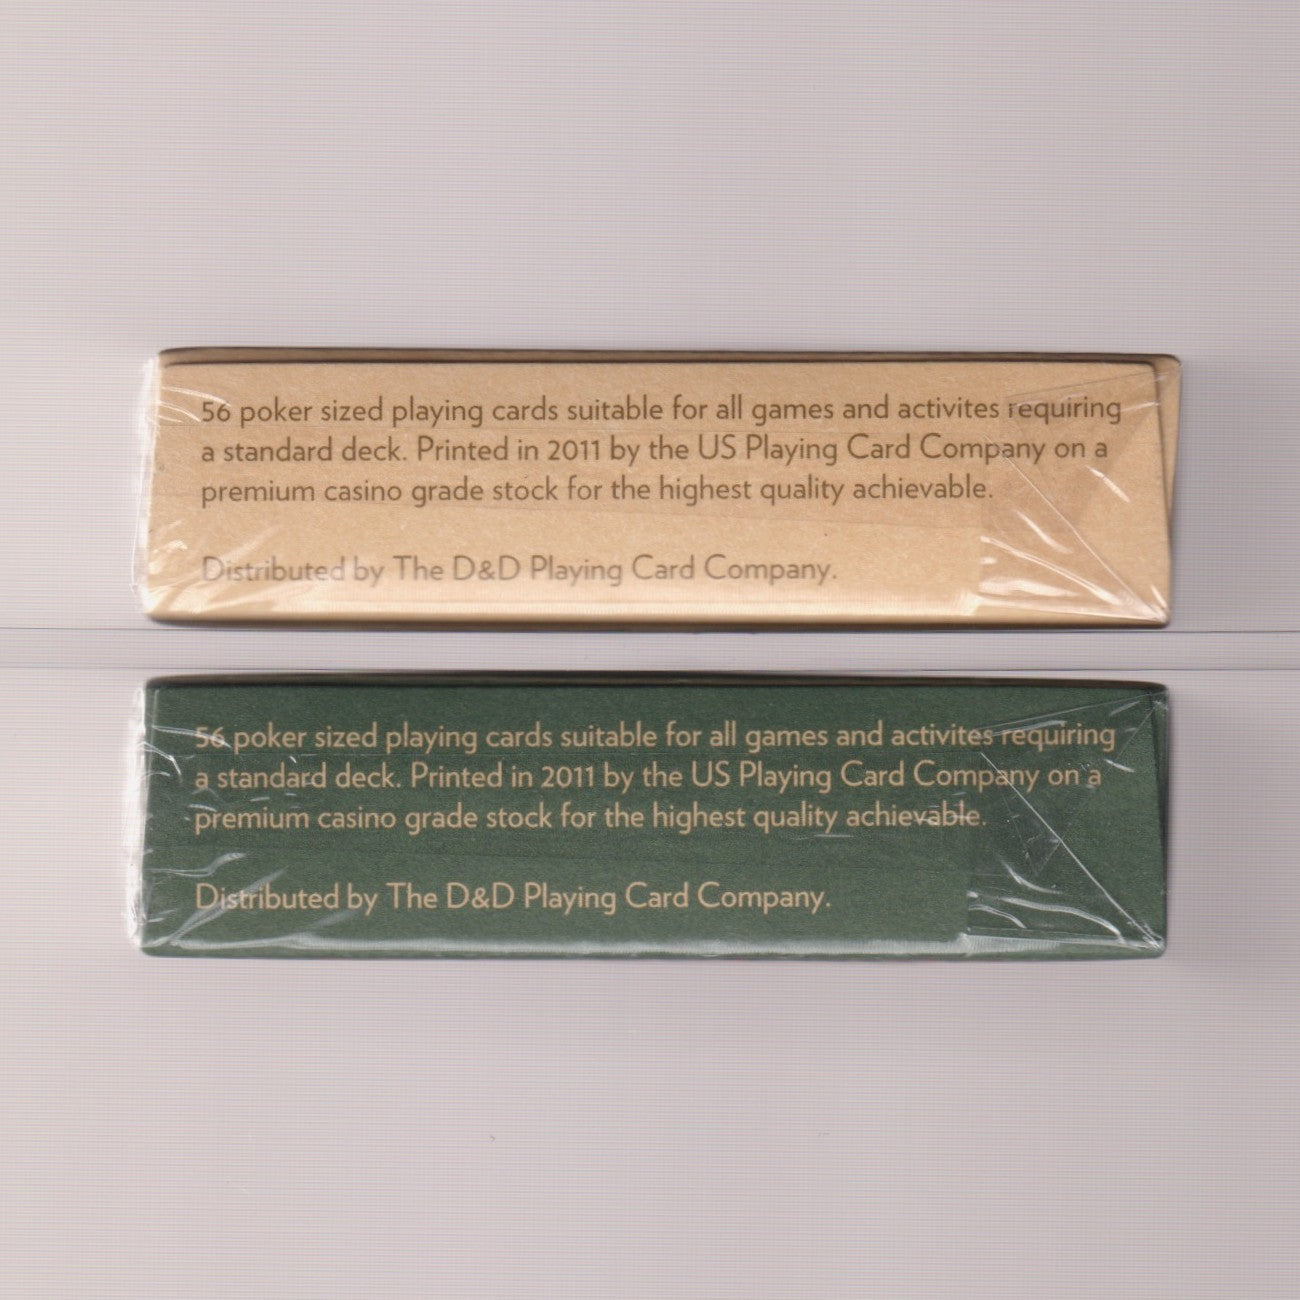 56 poker sized playing cards suitable for all games and activites requiring
a standard deck. Printed in 2011 by the US Playing Card Company on a
premium casino grade stock for the highest quality achievable.
Distributed by The D&D Playing Card Company.
56 poker sized playing cards suitable for all games and activites requiring
a standard deck. Printed in 2011 by the US Playing Card Company on a
premium casino grade stock for the highest quality achievable.
Distributed by The D&D Playing Card Company.